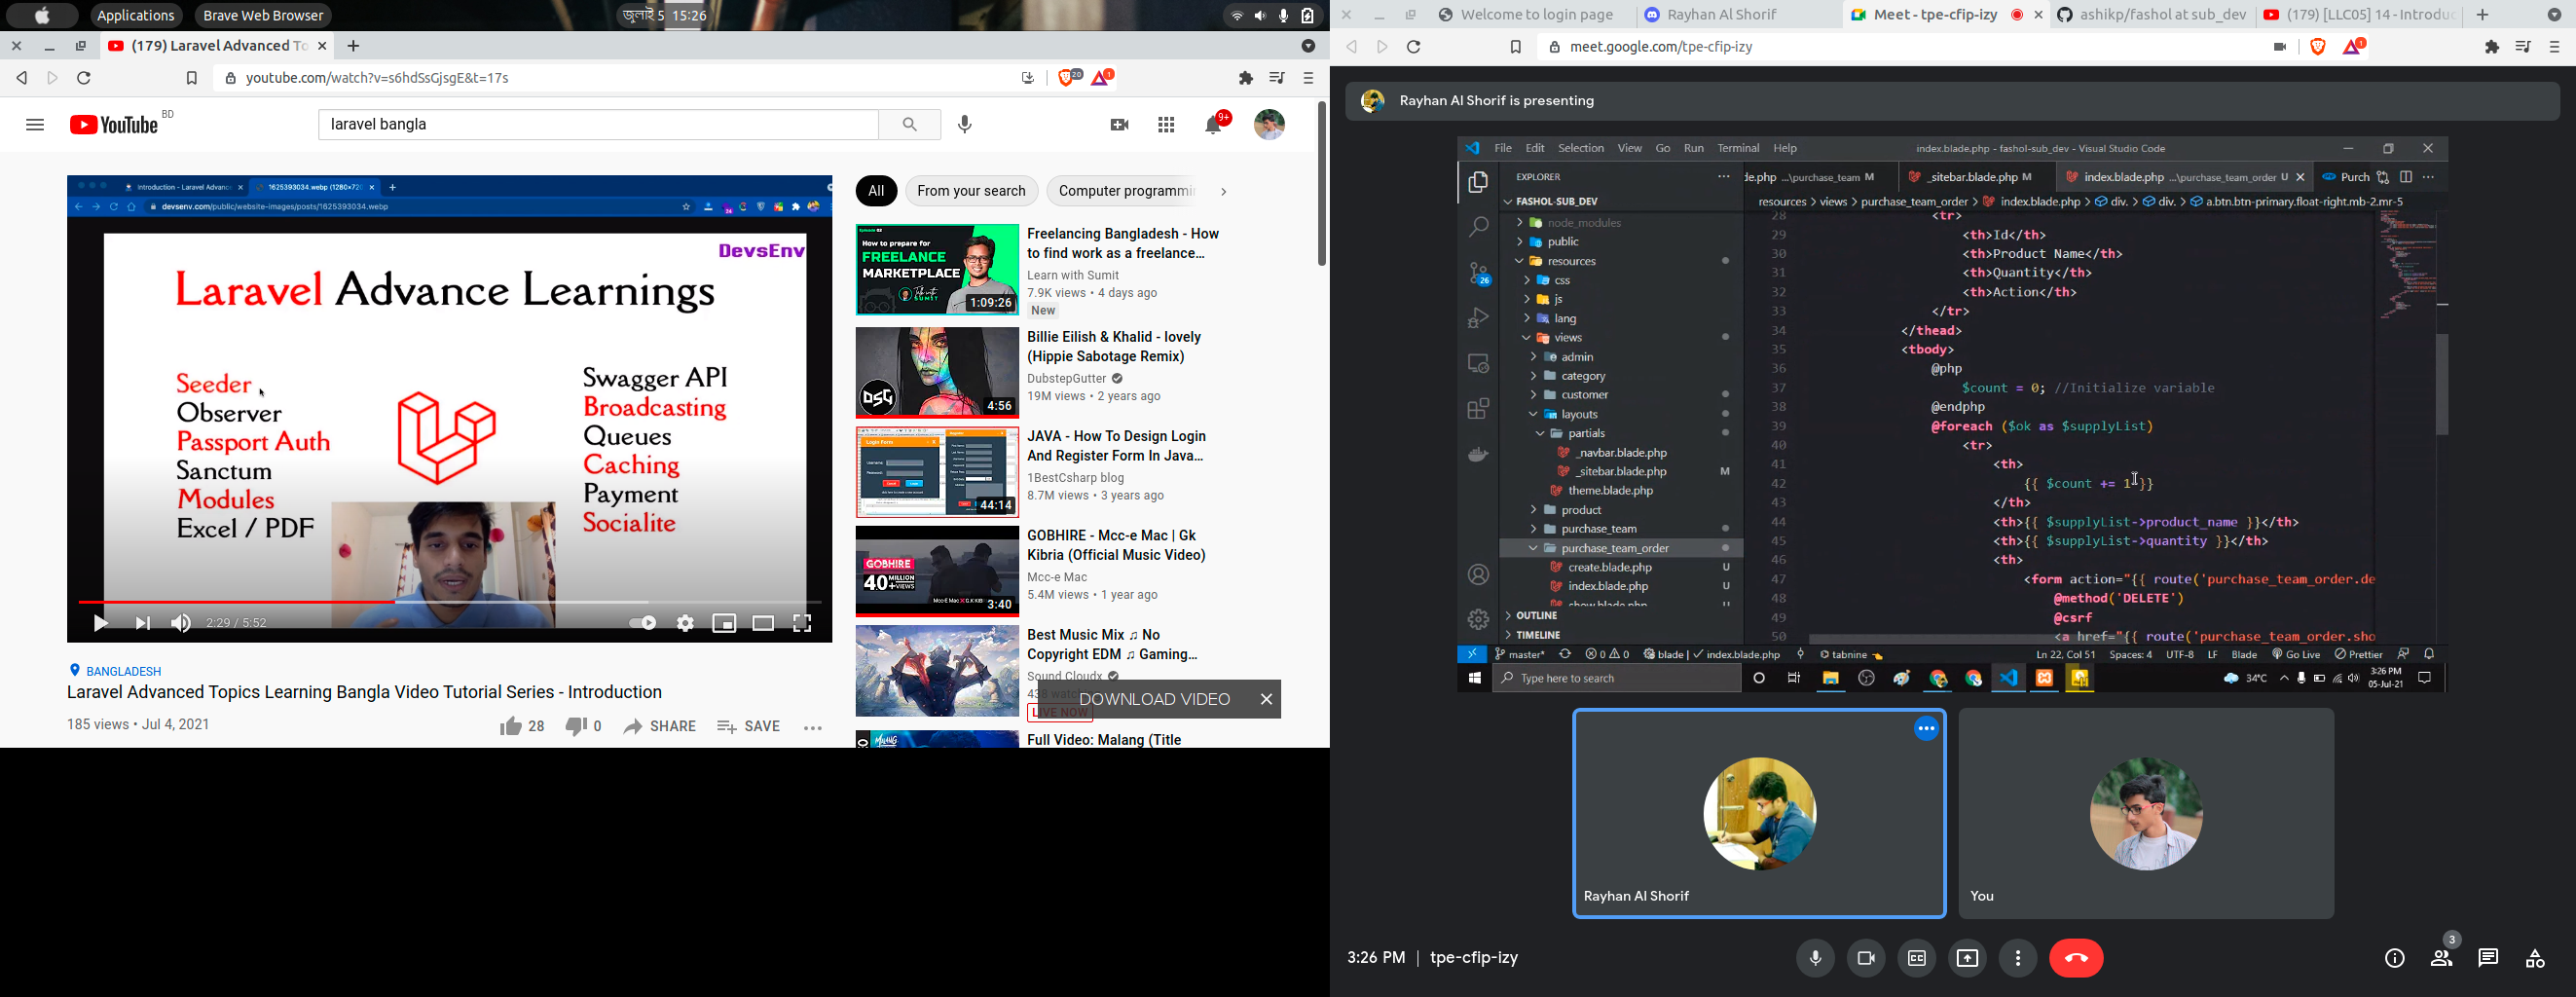 Applications
Brave Web Browser
জুলাই 5 15:26
(179) Laravel Advanced To
youtube.com/watch?v=s6hdSsGjsgE&t=17s
20
1
YouTube
BD
laravel bangla
9+
Introduction - Laravel Advanc
1625393034.webp (1280×72
devsenv.com/public/website-images/posts/1625393034.webp
DevsEnv
Laravel Advance Learnings
Seeder
Observer
Passport Auth
Sanctum
Modules
Excel / PDF
Swagger API
Broadcasting
Queues
Caching
Payment
Socialite
2:29 / 5:52
BANGLADESH
Laravel Advanced Topics Learning Bangla Video Tutorial Series - Introduction
185 views • Jul 4, 2021
28
0
SHARE
SAVE
All
From your search
Computer programmi
How to prepare for
FREELANCE
MARKETPLACE
1:09:26
Freelancing Bangladesh - How
to find work as a freelance...
Learn with Sumit
7.9K views • 4 days ago
New
DSG
4:56
Billie Eilish & Khalid - lovely
(Hippie Sabotage Remix)
DubstepGutter
19M views • 2 years ago
44:14
JAVA - How To Design Login
And Register Form In Java...
1BestCsharp blog
8.7M views • 3 years ago
GOBHIRE
40 MILLION
+VIEWS
3:40
GOBHIRE - Mcc-e Mac | Gk
Kibria (Official Music Video)
Mcc-e Mac
5.4M views • 1 year ago
Best Music Mix ♫ No
Copyright EDM ♫ Gaming...
Sound Cloudx
DOWNLOAD VIDEO
LIVE NOW
Full Video: Malang (Title
Welcome to login page
Rayhan Al Shorif
Meet - tpe-cfip-izy
ashikp/fashol at sub_dev
(179) [LLC05] 14 - Introduc
meet.google.com/tpe-cfip-izy
1
Rayhan Al Shorif is presenting
File Edit Selection View Go Run Terminal Help
index.blade.php - fashol-sub_dev - Visual Studio Code
EXPLORER
de.php ...\purchase_team M
_sitebar.blade.php M
index.blade.php ...\purchase_team_order U
Purch
FASHOL-SUB_DEV
resources > views > purchase_team_order > index.blade.php > div. > div. > a.btn.btn-primary.float-right.mb-2.mr-5
node_modules
public
resources
css
js
lang
views
admin
category
customer
layouts
partials
_navbar.blade.php
_sitebar.blade.php M
theme.blade.php
product
purchase_team
purchase_team_order
create.blade.php U
index.blade.php U
show.blade.php
OUTLINE
TIMELINE
26
28 <tr>
29 <th>Id</th>
30 <th>Product Name</th>
31 <th>Quantity</th>
32 <th>Action</th>
33 </tr>
34 </thead>
35 <tbody>
36 @php
37 $count = 0; //Initialize variable
38 @endphp
39 @foreach ($ok as $supplyList)
40 <tr>
41 <th>
42 {{ $count += 1 }}
43 </th>
44 <th>{{ $supplyList->product_name }}</th>
45 <th>{{ $supplyList->quantity }}</th>
46 <th>
47 <form action="{{ route('purchase_team_order.de
48 @method('DELETE')
49 @csrf
50 <a href="{{ route('purchase_team_order.sho
master*
0 0
blade | ✓ index.blade.php
tabnine
Ln 22, Col 51
Spaces: 4
UTF-8
LF
Blade
Go Live
Prettier
Type here to search
34°C
3:26 PM
05-Jul-21
Rayhan Al Shorif
You
3:26 PM | tpe-cfip-izy
3